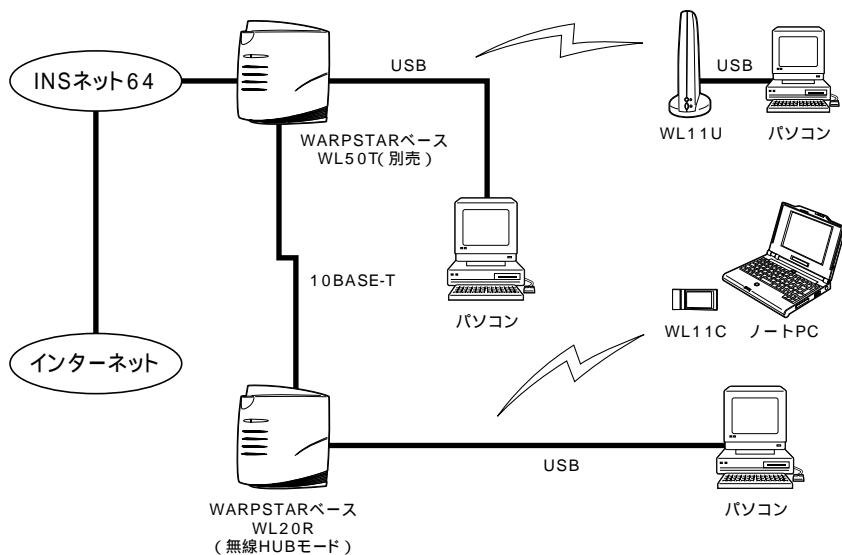 INSネット64
USB
USB
WL11U
パソコン
WARPSTARベース
WL50T(別売)
10BASE-T
パソコン
WL11C
ノートPC
インターネット
USB
パソコン
WARPSTARベース
WL20R
(無線HUBモード)